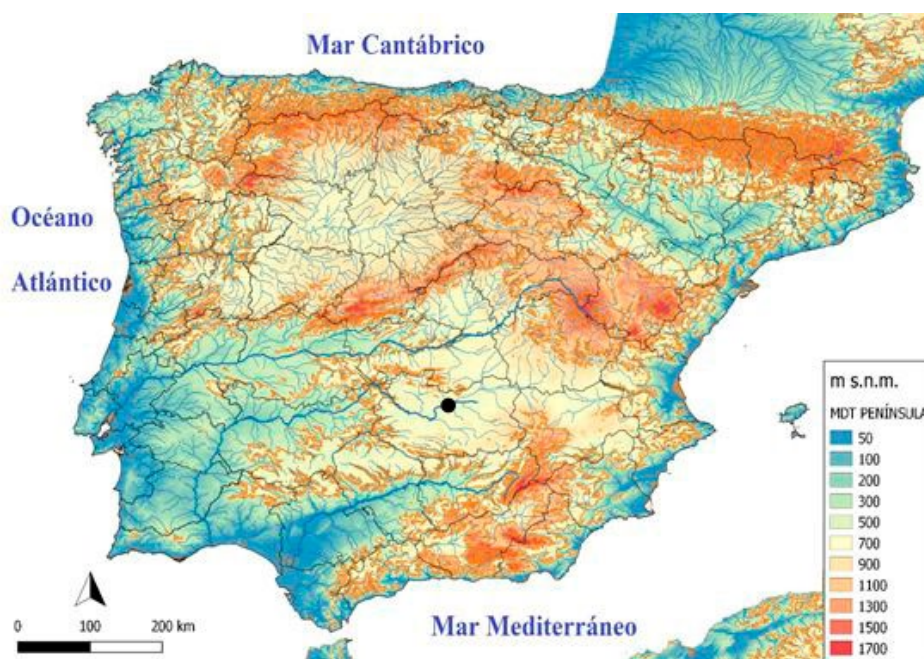 Mar Cantábrico
Océano
Atlántico
m s.n.m.
MDT PENÍNSULA
50
100
200
300
500
700
900
1100
1300
1500
1700
0 100 200 km
Mar Mediterráneo